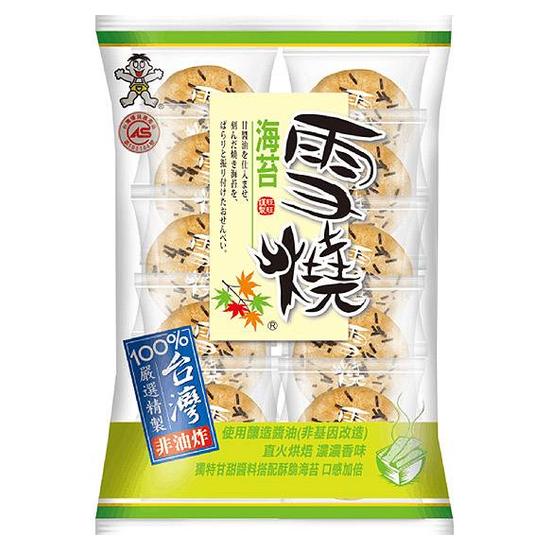 雪燒
®
海苔
甘醤油を仕入ませ、
刻んだ焼き海苔を、
ぱらりと振り付けたおせんべい。
旺旺
謹製
AS
100%台灣
嚴選精製
非油炸
使用釀造醬油(非基因改造)
直火烘焙 濃濃香味
獨特甘甜醬料搭配酥脆海苔 口感加倍